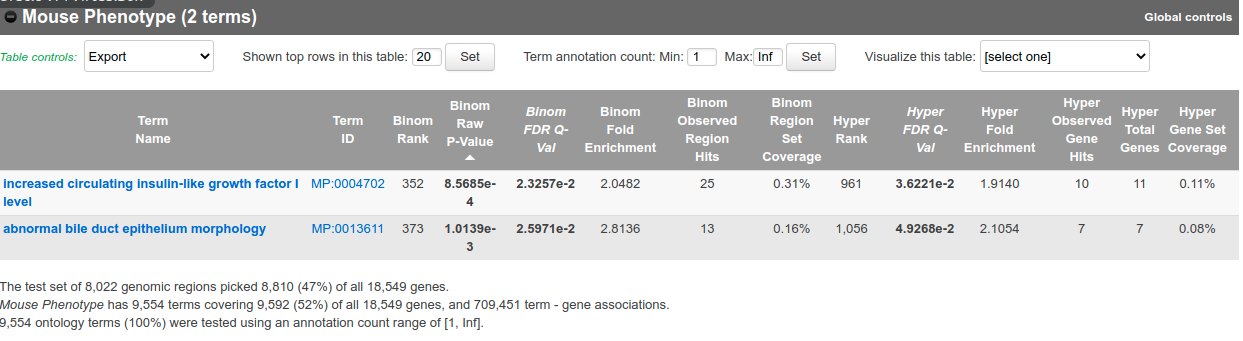 Mouse Phenotype (2 terms)
Global controls
Table controls: Export Shown top rows in this table: 20 Set Term annotation count: Min: 1 Max: Inf Set Visualize this table: [select one]
Term Name Term ID Binom Rank Binom Raw P-Value Binom FDR Q-Val Binom Fold Enrichment Binom Observed Region Hits Binom Region Set Coverage Hyper Rank Hyper FDR Q-Val Hyper Fold Enrichment Hyper Observed Gene Hits Hyper Total Genes Hyper Gene Set Coverage
increased circulating insulin-like growth factor I level MP:0004702 352 8.5685e-4 2.3257e-2 2.0482 25 0.31% 961 3.6221e-2 1.9140 10 11 0.11%
abnormal bile duct epithelium morphology MP:0013611 373 1.0139e-3 2.5971e-2 2.8136 13 0.16% 1,056 4.9268e-2 2.1054 7 7 0.08%
The test set of 8,022 genomic regions picked 8,810 (47%) of all 18,549 genes.
Mouse Phenotype has 9,554 terms covering 9,592 (52%) of all 18,549 genes, and 709,451 term - gene associations.
9,554 ontology terms (100%) were tested using an annotation count range of [1, Inf].